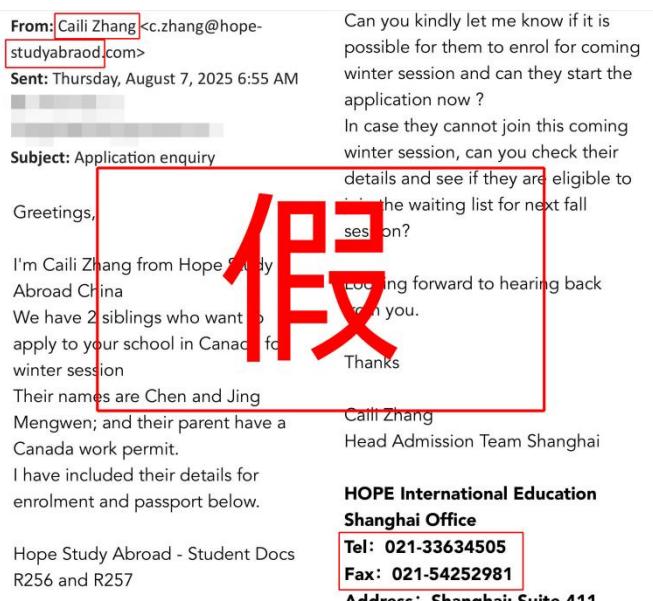 From: Caili Zhang <c.zhang@hope-
studyabraod.com>
Sent: Thursday, August 7, 2025 6:55 AM
Subject: Application enquiry
Greetings,
I'm Caili Zhang from Hope Study
Abroad China
We have 2 siblings who want to
apply to your school in Canada for
winter session
Their names are Chen and Jing
Mengwen; and their parent have a
Canada work permit.
I have included their details for
enrolment and passport below.
Hope Study Abroad - Student Docs
R256 and R257
Can you kindly let me know if it is
possible for them to enrol for coming
winter session and can they start the
application now ?
In case they cannot join this coming
winter session, can you check their
details and see if they are eligible to
join the waiting list for next fall
session?
Looking forward to hearing back
from you.
Thanks
Caili Zhang
Head Admission Team Shanghai
HOPE International Education
Shanghai Office
Tel: 021-33634505
Fax: 021-54252981
Address: Shanghai: Suite 411
假